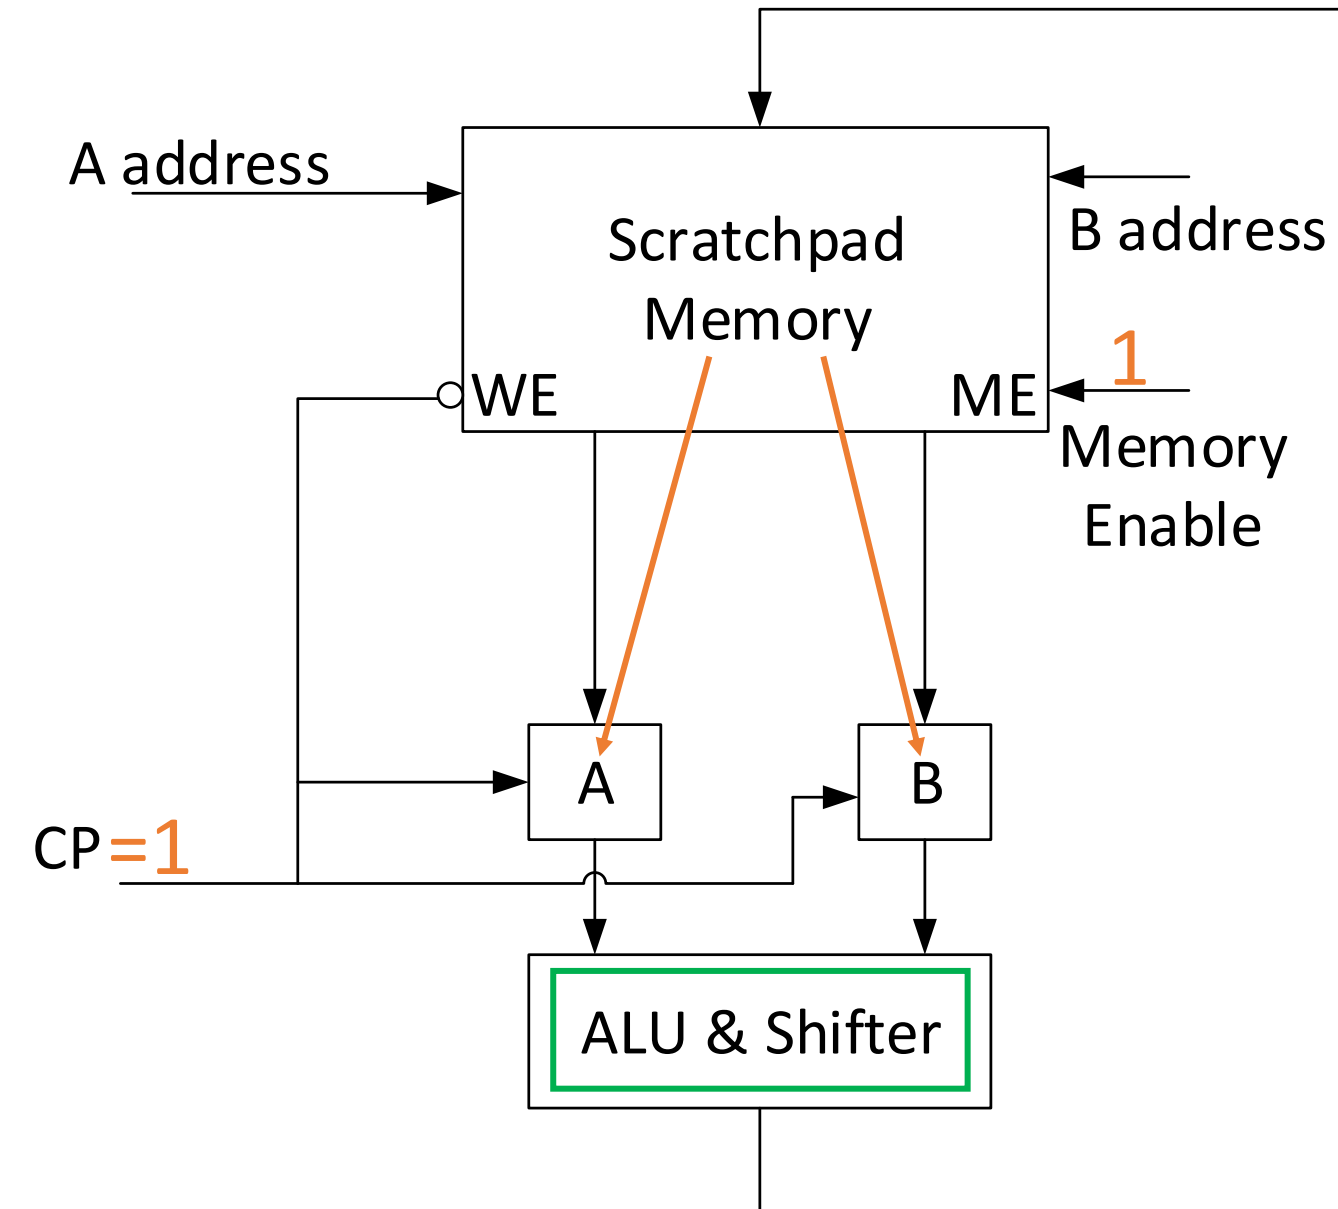 A address
Scratchpad
Memory
B address
1
WE
ME
Memory
Enable
A
B
CP=1
ALU & Shifter